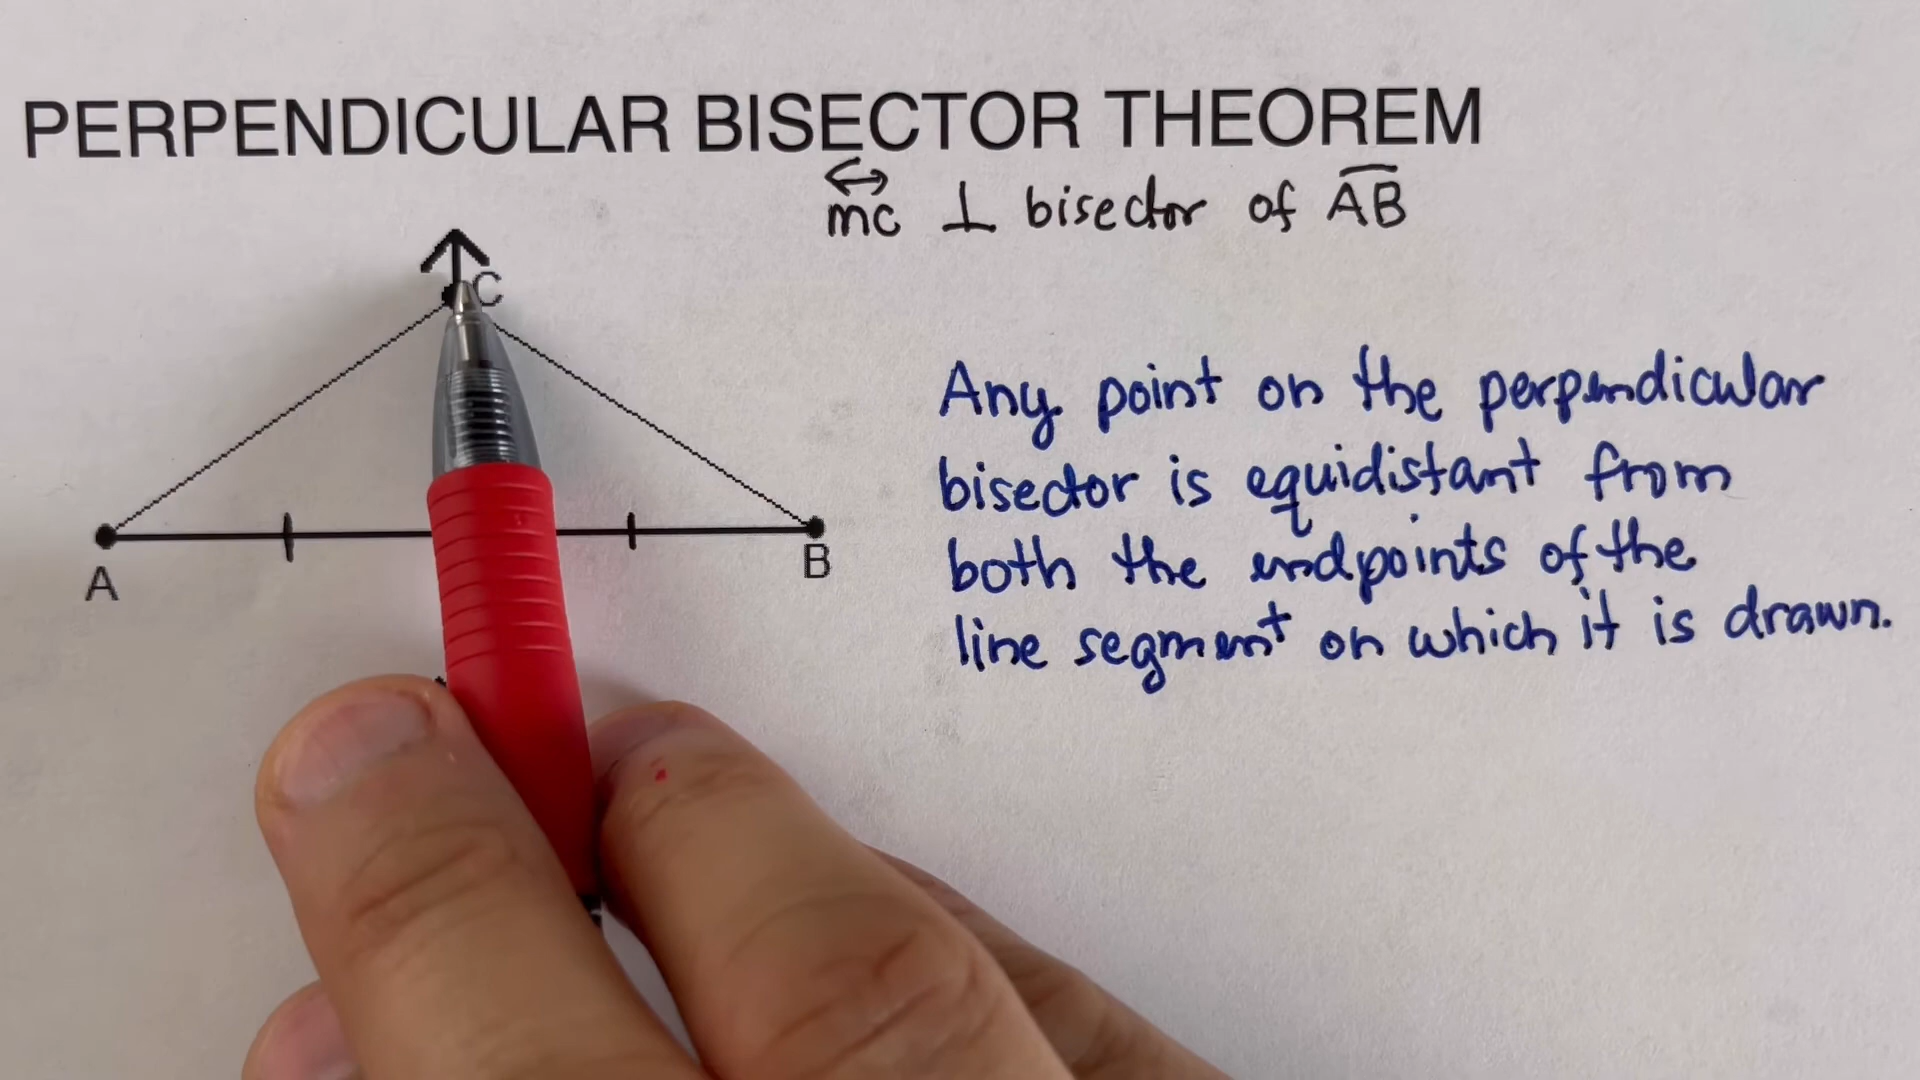 PERPENDICULAR BISECTOR THEOREM
mc ⊥ bisector of AB
C
A
B
Any point on the perpendicular
bisector is equidistant from
both the endpoints of the
line segment on which it is drawn.